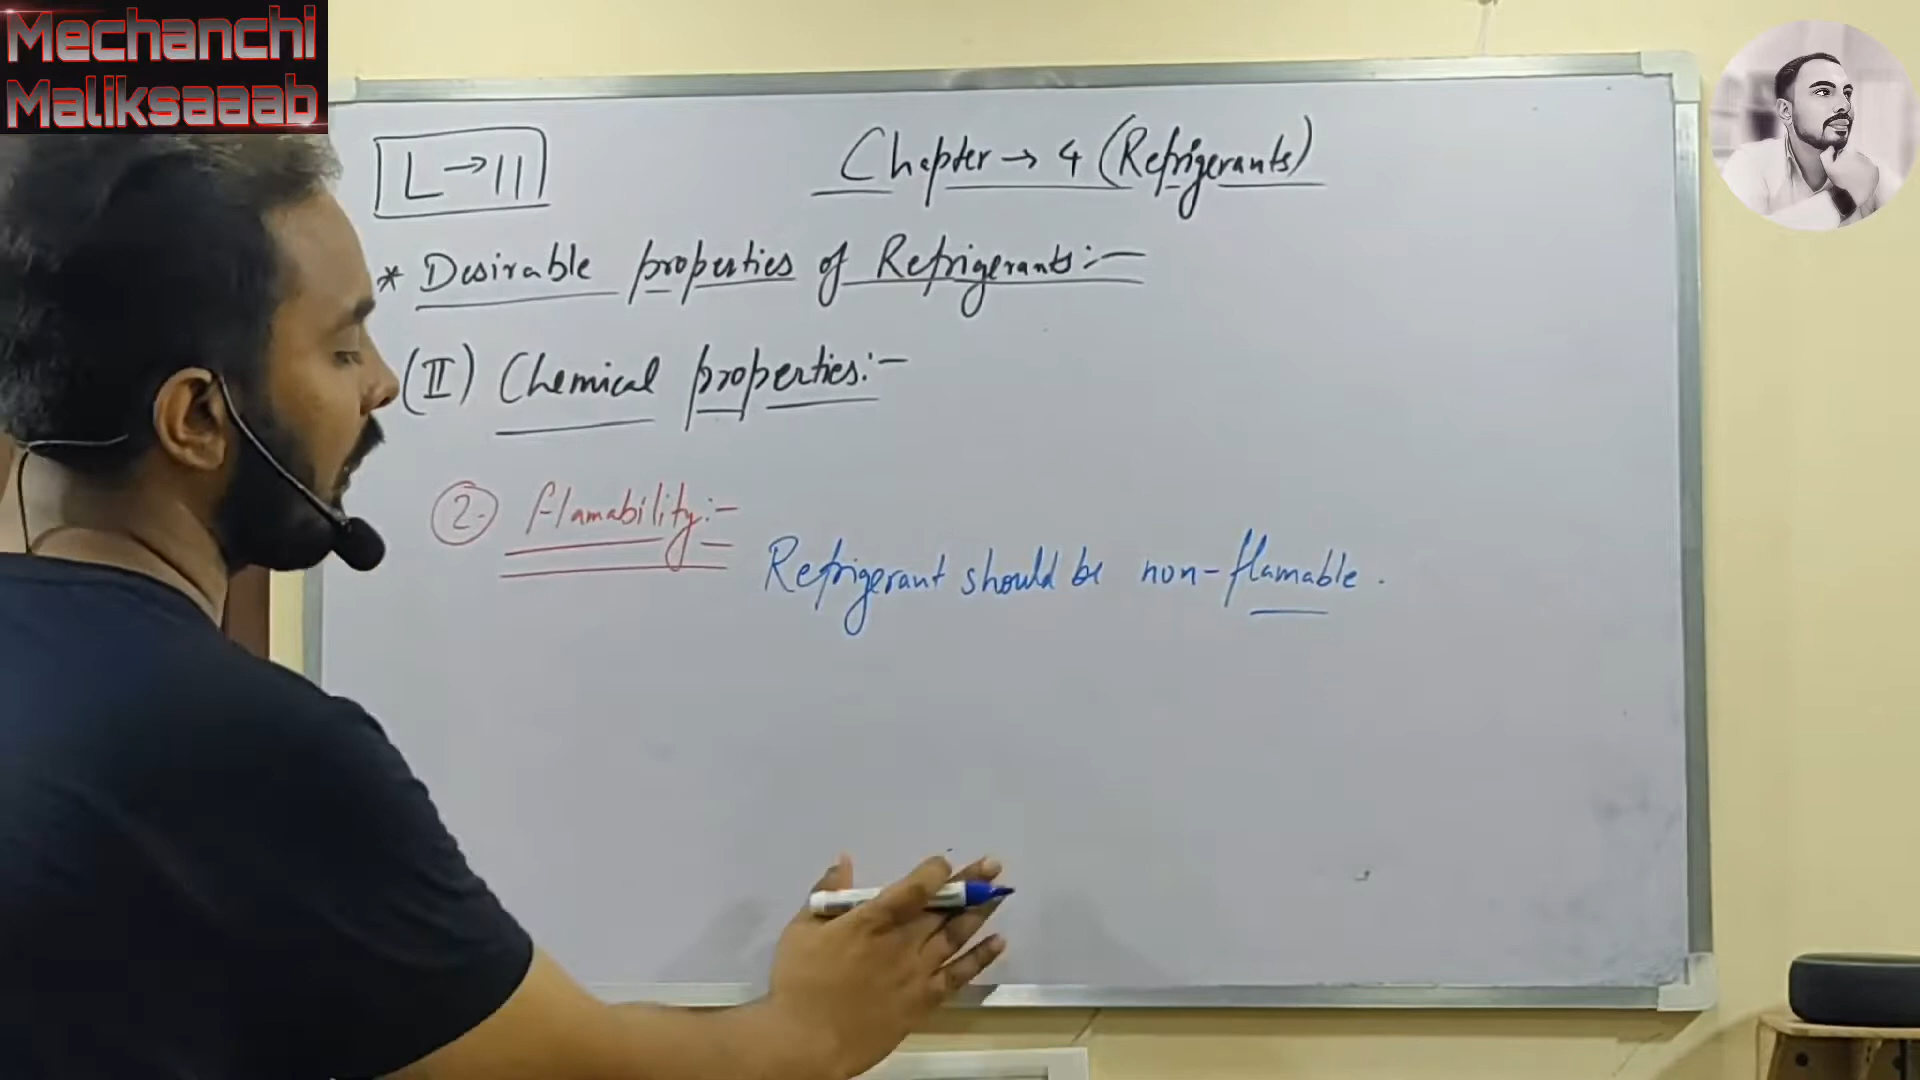 Mechanchi
Maliksaaab
L → 11
Chapter → 4 (Refrigerants)
* Desirable properties of Refrigerants:-
(II) Chemical properties:-
2. flamability:-
Refrigerant should be non-flamable.